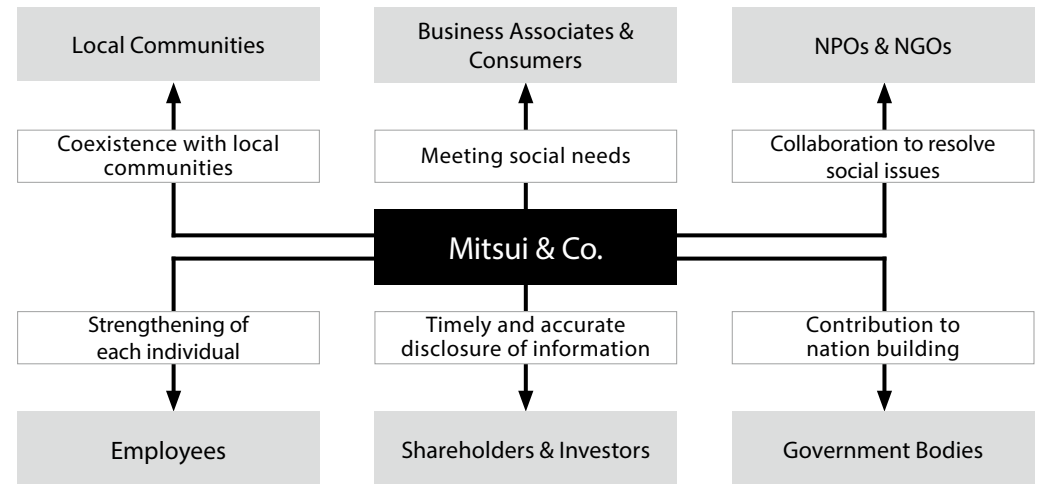 Local Communities
Business Associates &
Consumers
NPOs & NGOs
Coexistence with local
communities
Meeting social needs
Collaboration to resolve
social issues
Mitsui & Co.
Strengthening of
each individual
Timely and accurate
disclosure of information
Contribution to
nation building
Employees
Shareholders & Investors
Government Bodies